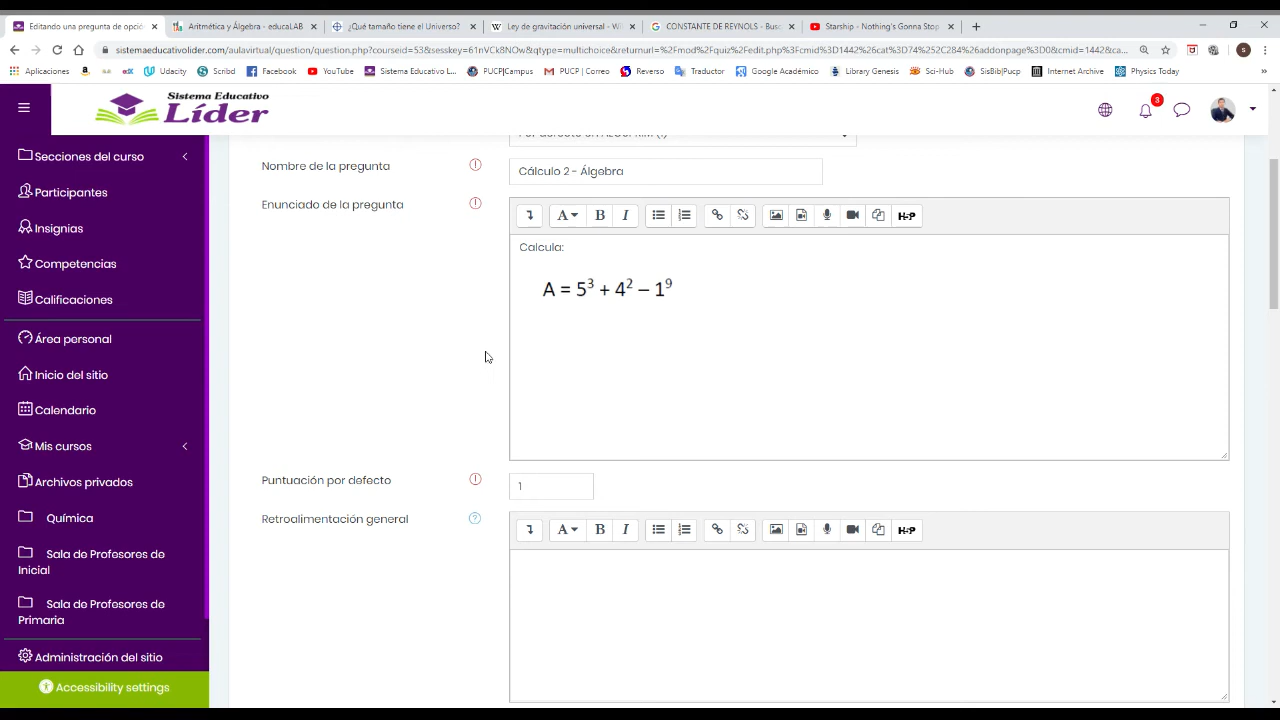 Editando una pregunta de opció
Aritmética y Álgebra - educaLAB
¿Qué tamaño tiene el Universo?
Ley de gravitación universal - Wi
CONSTANTE DE REYNOLS - Busc
Starship - Nothing's Gonna Stop
sistemaeducativolider.com/aulavirtual/question/question.php?courseid=53&sesskey=61nVCk8NOw&qtype=multichoice&returnurl=%2Fmod%2Fquiz%2Fedit.php%3Fcmid%3D1442%26cat%3D74%252C284%26addonpage%3D0&cmid=1442&ca...
Aplicaciones
Udacity
Scribd
Facebook
YouTube
Sistema Educativo L...
PUCP|Campus
PUCP | Correo
Reverso
Traductor
Google Académico
Library Genesis
Sci-Hub
SisBib|Pucp
Internet Archive
Physics Today
Sistema Educativo
Líder
3
Secciones del curso
Participantes
Insignias
Competencias
Calificaciones
Área personal
Inicio del sitio
Calendario
Mis cursos
Archivos privados
Química
Sala de Profesores de
Inicial
Sala de Profesores de
Primaria
Administración del sitio
Accessibility settings
Nombre de la pregunta
Cálculo 2 - Álgebra
Enunciado de la pregunta
A B I H-P
Calcula:
A = 5³ + 4² – 1⁹
Puntuación por defecto
1
Retroalimentación general
A B I H-P